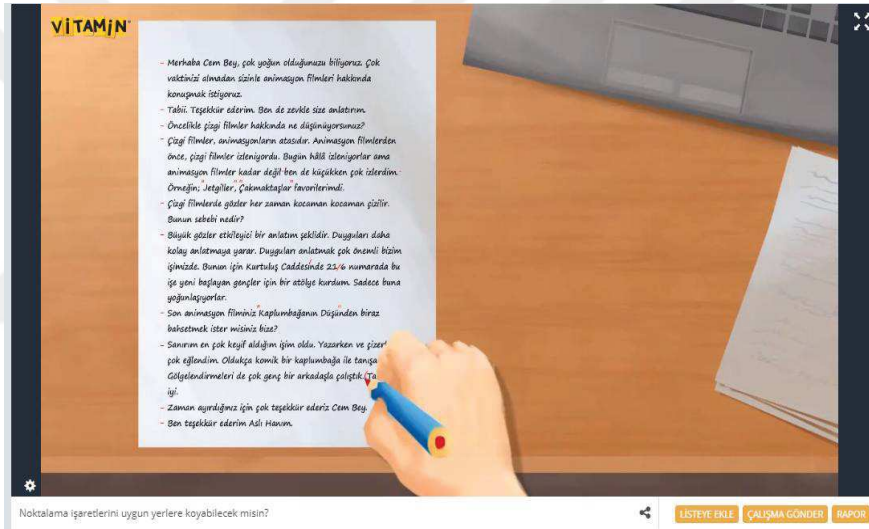 VİTAMİN
- Merhaba Cem Bey, çok yoğun olduğunuzu biliyoruz. Çok
vaktinizi almadan sizinle animasyon filmleri hakkında
konuşmak istiyoruz.
- Tabii. Teşekkür ederim. Ben de zevkle size anlatırım.
- Öncelikle çizgi filmler hakkında ne düşünüyorsunuz?
- Çizgi filmler, animasyonların atasıdır. Animasyon filmlerden
önce, çizgi filmler izleniyordu. Bugün hâlâ izleniyorlar ama
animasyon filmler kadar değil ben de küçükken çok izlerdim.
Örneğin; "Jetgiller", "Çakmaktaşlar" favorilerimdi.
- Çizgi filmlerde gözler her zaman kocaman kocaman çizilir.
Bunun sebebi nedir?
- Büyük gözler etkileyici bir anlatım şeklidir. Duyguları daha
kolay anlatmaya yarar. Duyguları anlatmak çok önemli bizim
işimizde. Bunun için Kurtuluş Caddesi'nde 21/6 numarada bu
işe yeni başlayan gençler için bir atölye kurdum. Sadece buna
yoğunlaşıyorlar.
- Son animasyon filminiz "Kaplumbağanın Düşü"nden biraz
bahsetmek ister misiniz bize?
- Sanırım en çok keyif aldığım işim oldu. Yazarken ve çizer
çok eğlendim. Oldukça komik bir kaplumbağa ile tanışa
Gölgelendirmeleri de çok genç bir arkadaşla çalıştık. (Ta
iyi.
- Zaman ayırdığınız için çok teşekkür ederiz Cem Bey.
- Ben teşekkür ederim Aslı Hanım.
Noktalama işaretlerini uygun yerlere koyabilecek misin?
LİSTEYE EKLE ÇALIŞMA GÖNDER RAPOR